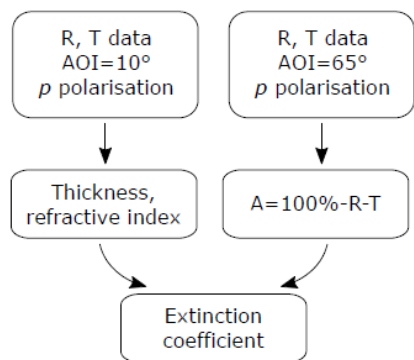 R, T data
AOI=10°
p polarisation
R, T data
AOI=65°
p polarisation
Thickness,
refractive index
A=100%-R-T
Extinction
coefficient